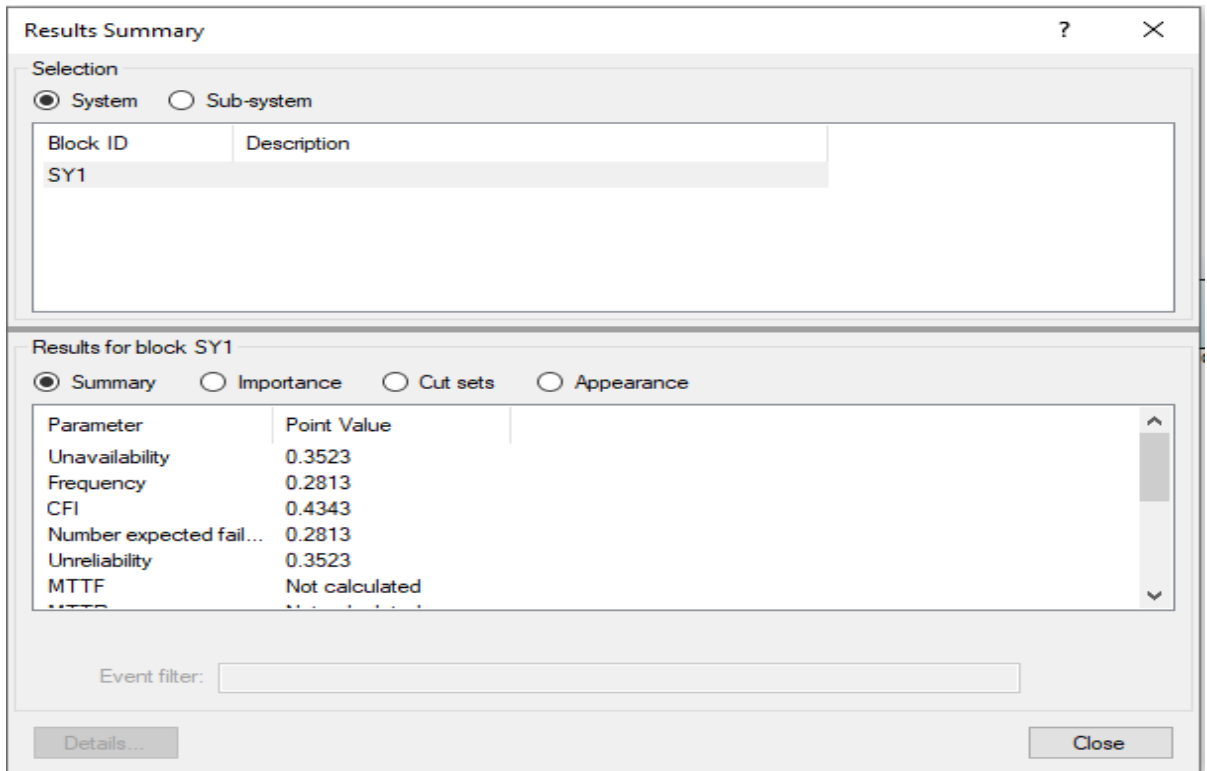 Results Summary ? ×
Selection
System Sub-system
Block ID Description
SY1
Results for block SY1
Summary Importance Cut sets Appearance
Parameter Point Value
Unavailability 0.3523
Frequency 0.2813
CFI 0.4343
Number expected fail... 0.2813
Unreliability 0.3523
MTTF Not calculated
Event filter:
Details...
Close